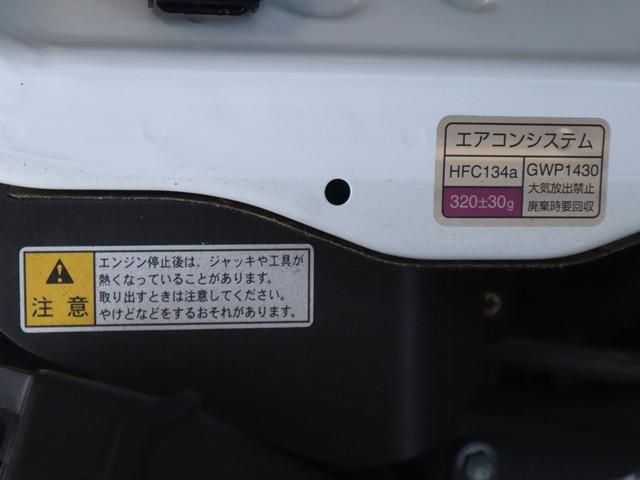 エアコンシステム
HFC134a
GWP1430
320±30g
大気放出禁止
廃棄時要回収
注意
エンジン停止後は、ジャッキや工具が
熱くなっていることがあります。
取り出すときは注意してください。
やけどなどをするおそれがあります。